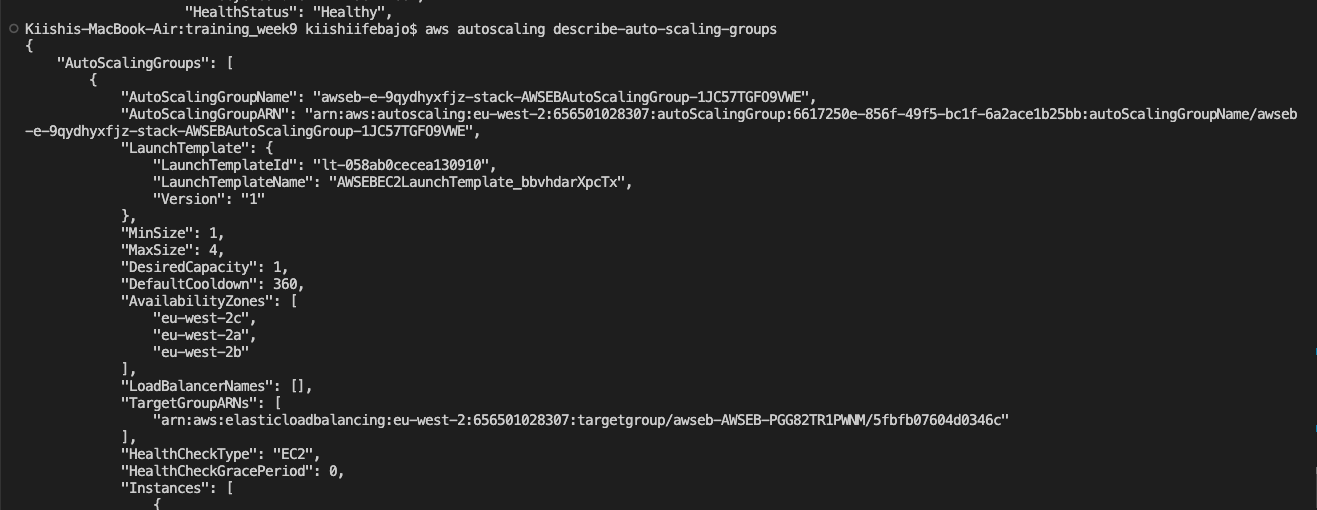 "HealthStatus": "Healthy",
Kiishis-MacBook-Air:training_week9 kiishiifebajo$ aws autoscaling describe-auto-scaling-groups
{
"AutoScalingGroups": [
{
"AutoScalingGroupName": "awseb-e-9qydhyxfjz-stack-AWSEBAutoScalingGroup-1JC57TGFO9VWE",
"AutoScalingGroupARN": "arn:aws:autoscaling:eu-west-2:656501028307:autoScalingGroup:6617250e-856f-49f5-bc1f-6a2ace1b25bb:autoScalingGroupName/awseb
-e-9qydhyxfjz-stack-AWSEBAutoScalingGroup-1JC57TGFO9VWE",
"LaunchTemplate": {
"LaunchTemplateId": "lt-058ab0cecea130910",
"LaunchTemplateName": "AWSEBEC2LaunchTemplate_bbvhdarXpcTx",
"Version": "1"
},
"MinSize": 1,
"MaxSize": 4,
"DesiredCapacity": 1,
"DefaultCooldown": 360,
"AvailabilityZones": [
"eu-west-2c",
"eu-west-2a",
"eu-west-2b"
],
"LoadBalancerNames": [],
"TargetGroupARNs": [
"arn:aws:elasticloadbalancing:eu-west-2:656501028307:targetgroup/awseb-AWSEB-PGG82TR1PWNM/5fbfb07604d0346c"
],
"HealthCheckType": "EC2",
"HealthCheckGracePeriod": 0,
"Instances": [
{